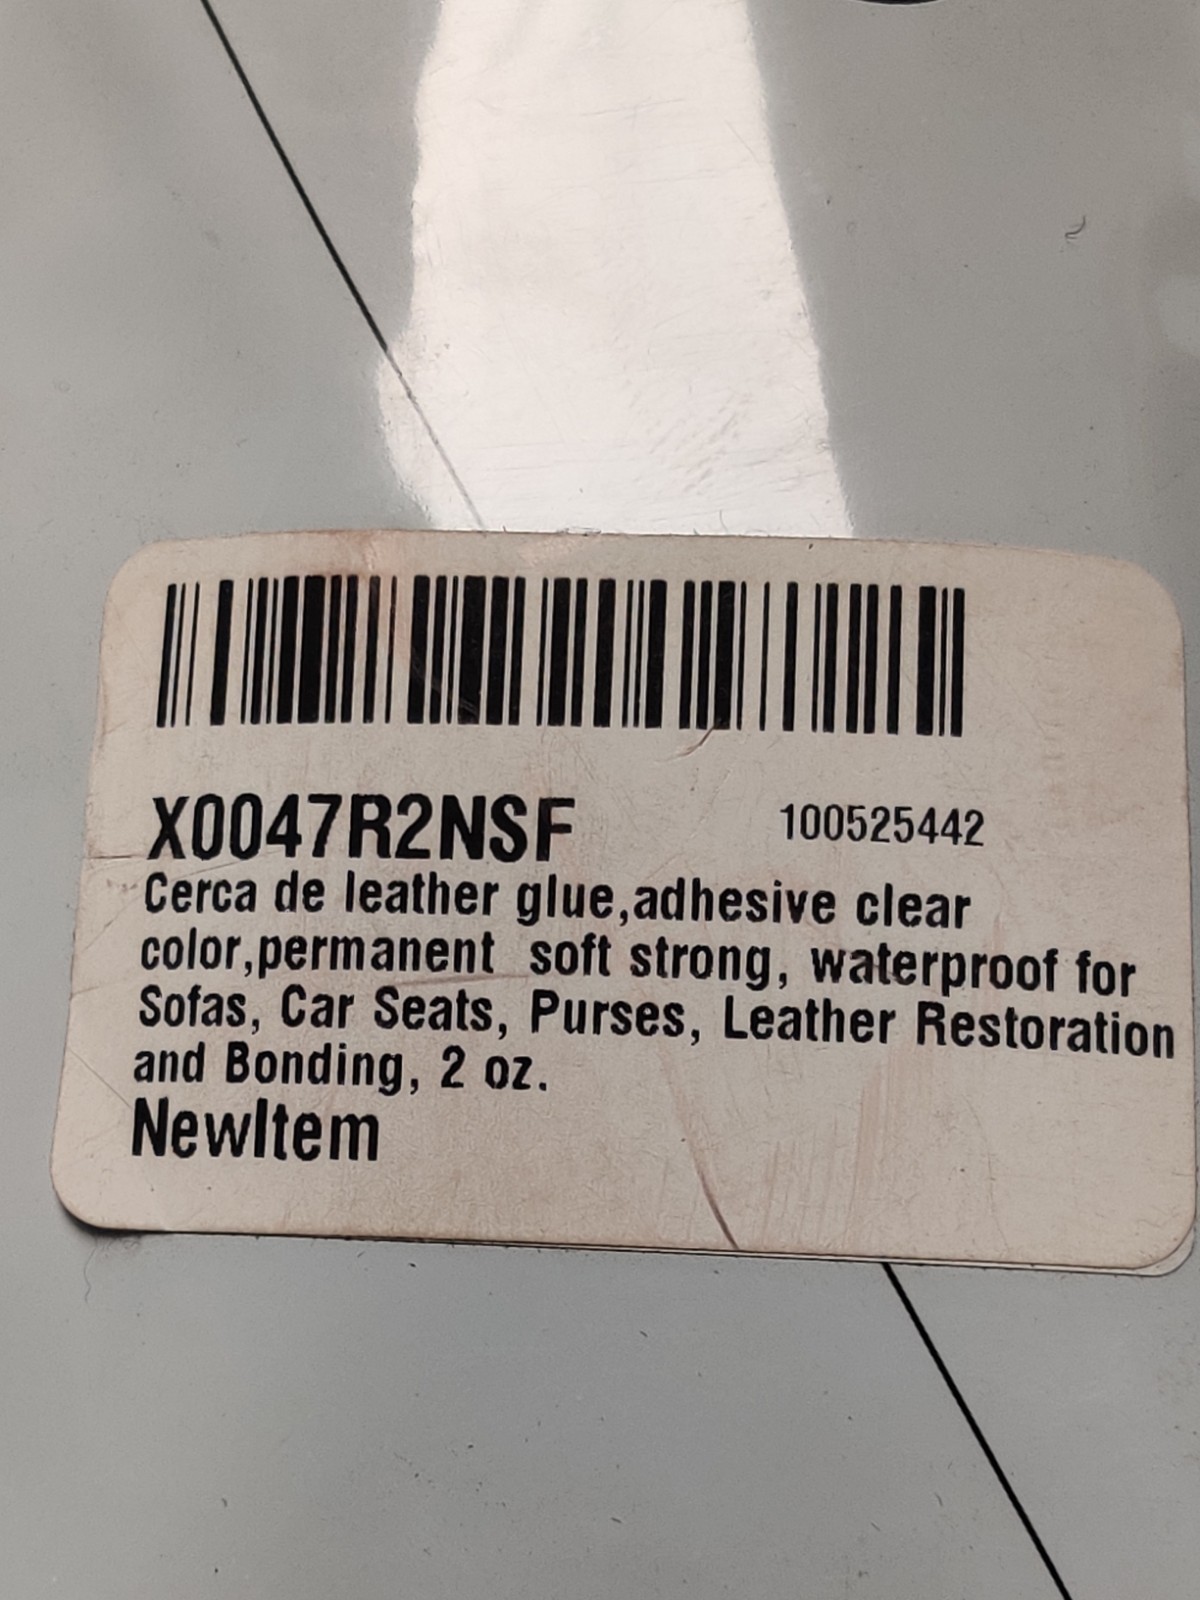 X0047R2NSF 100525442
Cerca de leather glue,adhesive clear
color,permanent soft strong, waterproof for
Sofas, Car Seats, Purses, Leather Restoration
and Bonding, 2 oz.
NewItem